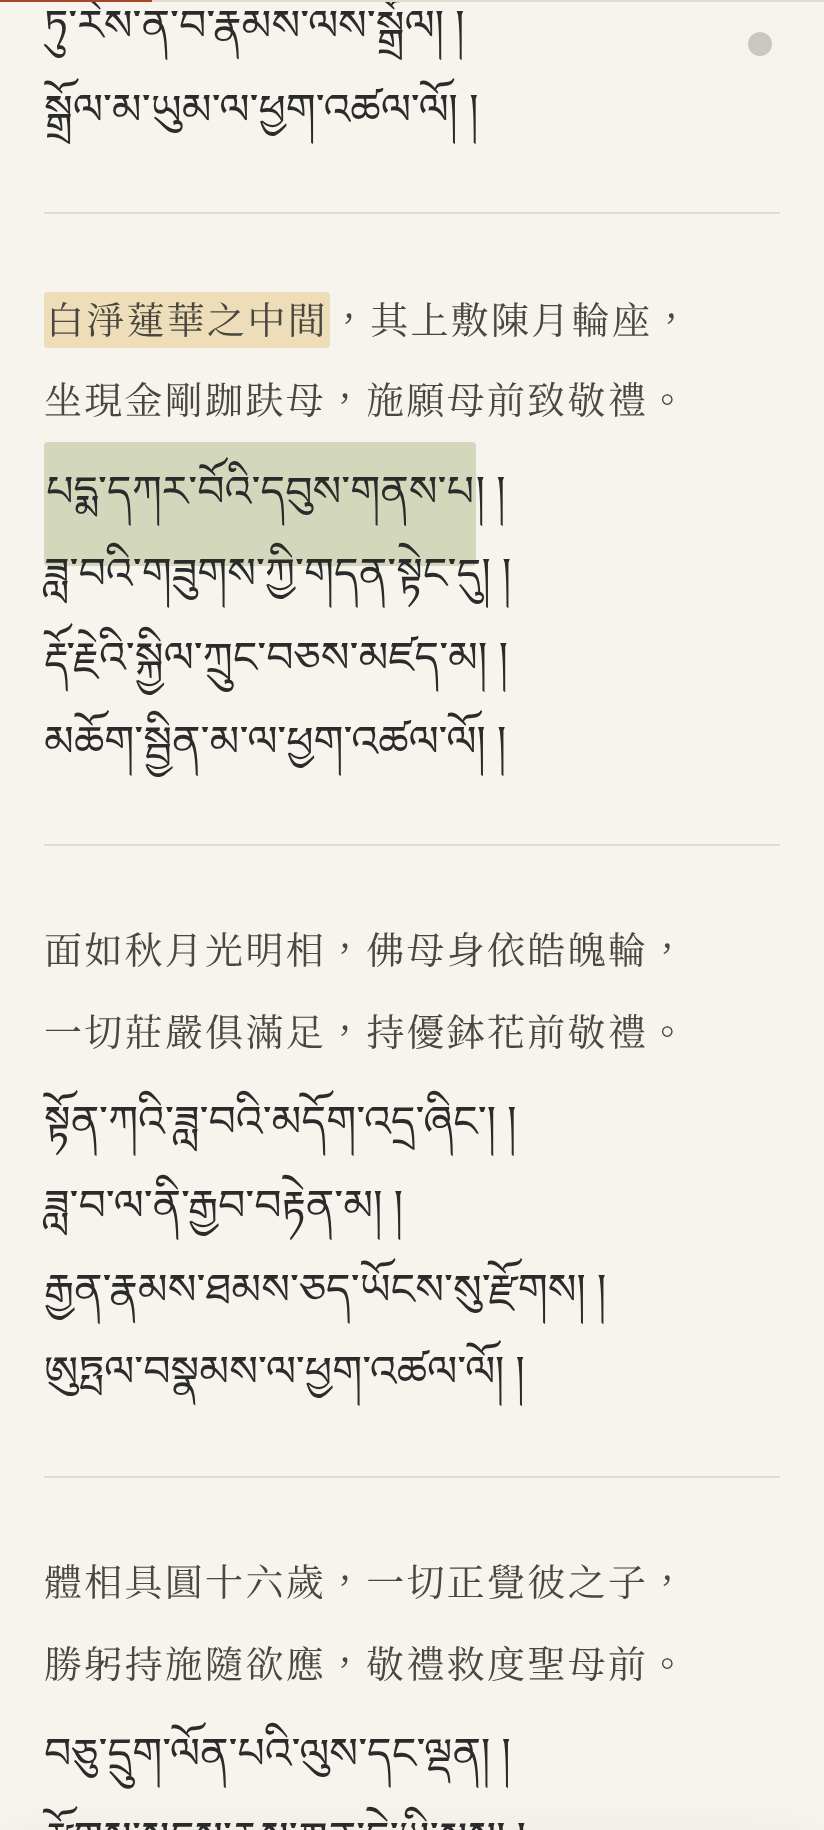 ཏུ་རེས་ན་བ་རྣམས་ལས་སྒྲོལ། །
སྒྲོལ་མ་ཡུམ་ལ་ཕྱག་འཚལ་ལོ། །
白淨蓮華之中間，其上敷陳月輪座，
坐現金剛跏趺母，施願母前致敬禮。
པདྨ་དཀར་བོའི་དབུས་གནས་པ། །
ཟླ་བའི་གཟུགས་ཀྱི་གདན་སྟེང་དུ། །
རྡོ་རྗེའི་སྐྱིལ་ཀྲུང་བཅས་མཛད་མ། །
མཆོག་སྦྱིན་མ་ལ་ཕྱག་འཚལ་ལོ། །
面如秋月光明相，佛母身依皓魄輪，
一切莊嚴俱滿足，持優鉢花前敬禮。
སྟོན་ཀའི་ཟླ་བའི་མདོག་འདྲ་ཞིང་། །
ཟླ་བ་ལ་ནི་རྒྱབ་བརྟེན་མ། །
རྒྱན་རྣམས་ཐམས་ཅད་ཡོངས་སུ་རྫོགས། །
ཨུཏྤལ་བསྣམས་ལ་ཕྱག་འཚལ་ལོ། །
體相具圓十六歲，一切正覺彼之子，
勝躬持施隨欲應，敬禮救度聖母前。
བཅུ་དྲུག་ལོན་པའི་ལུས་དང་ལྡན། །